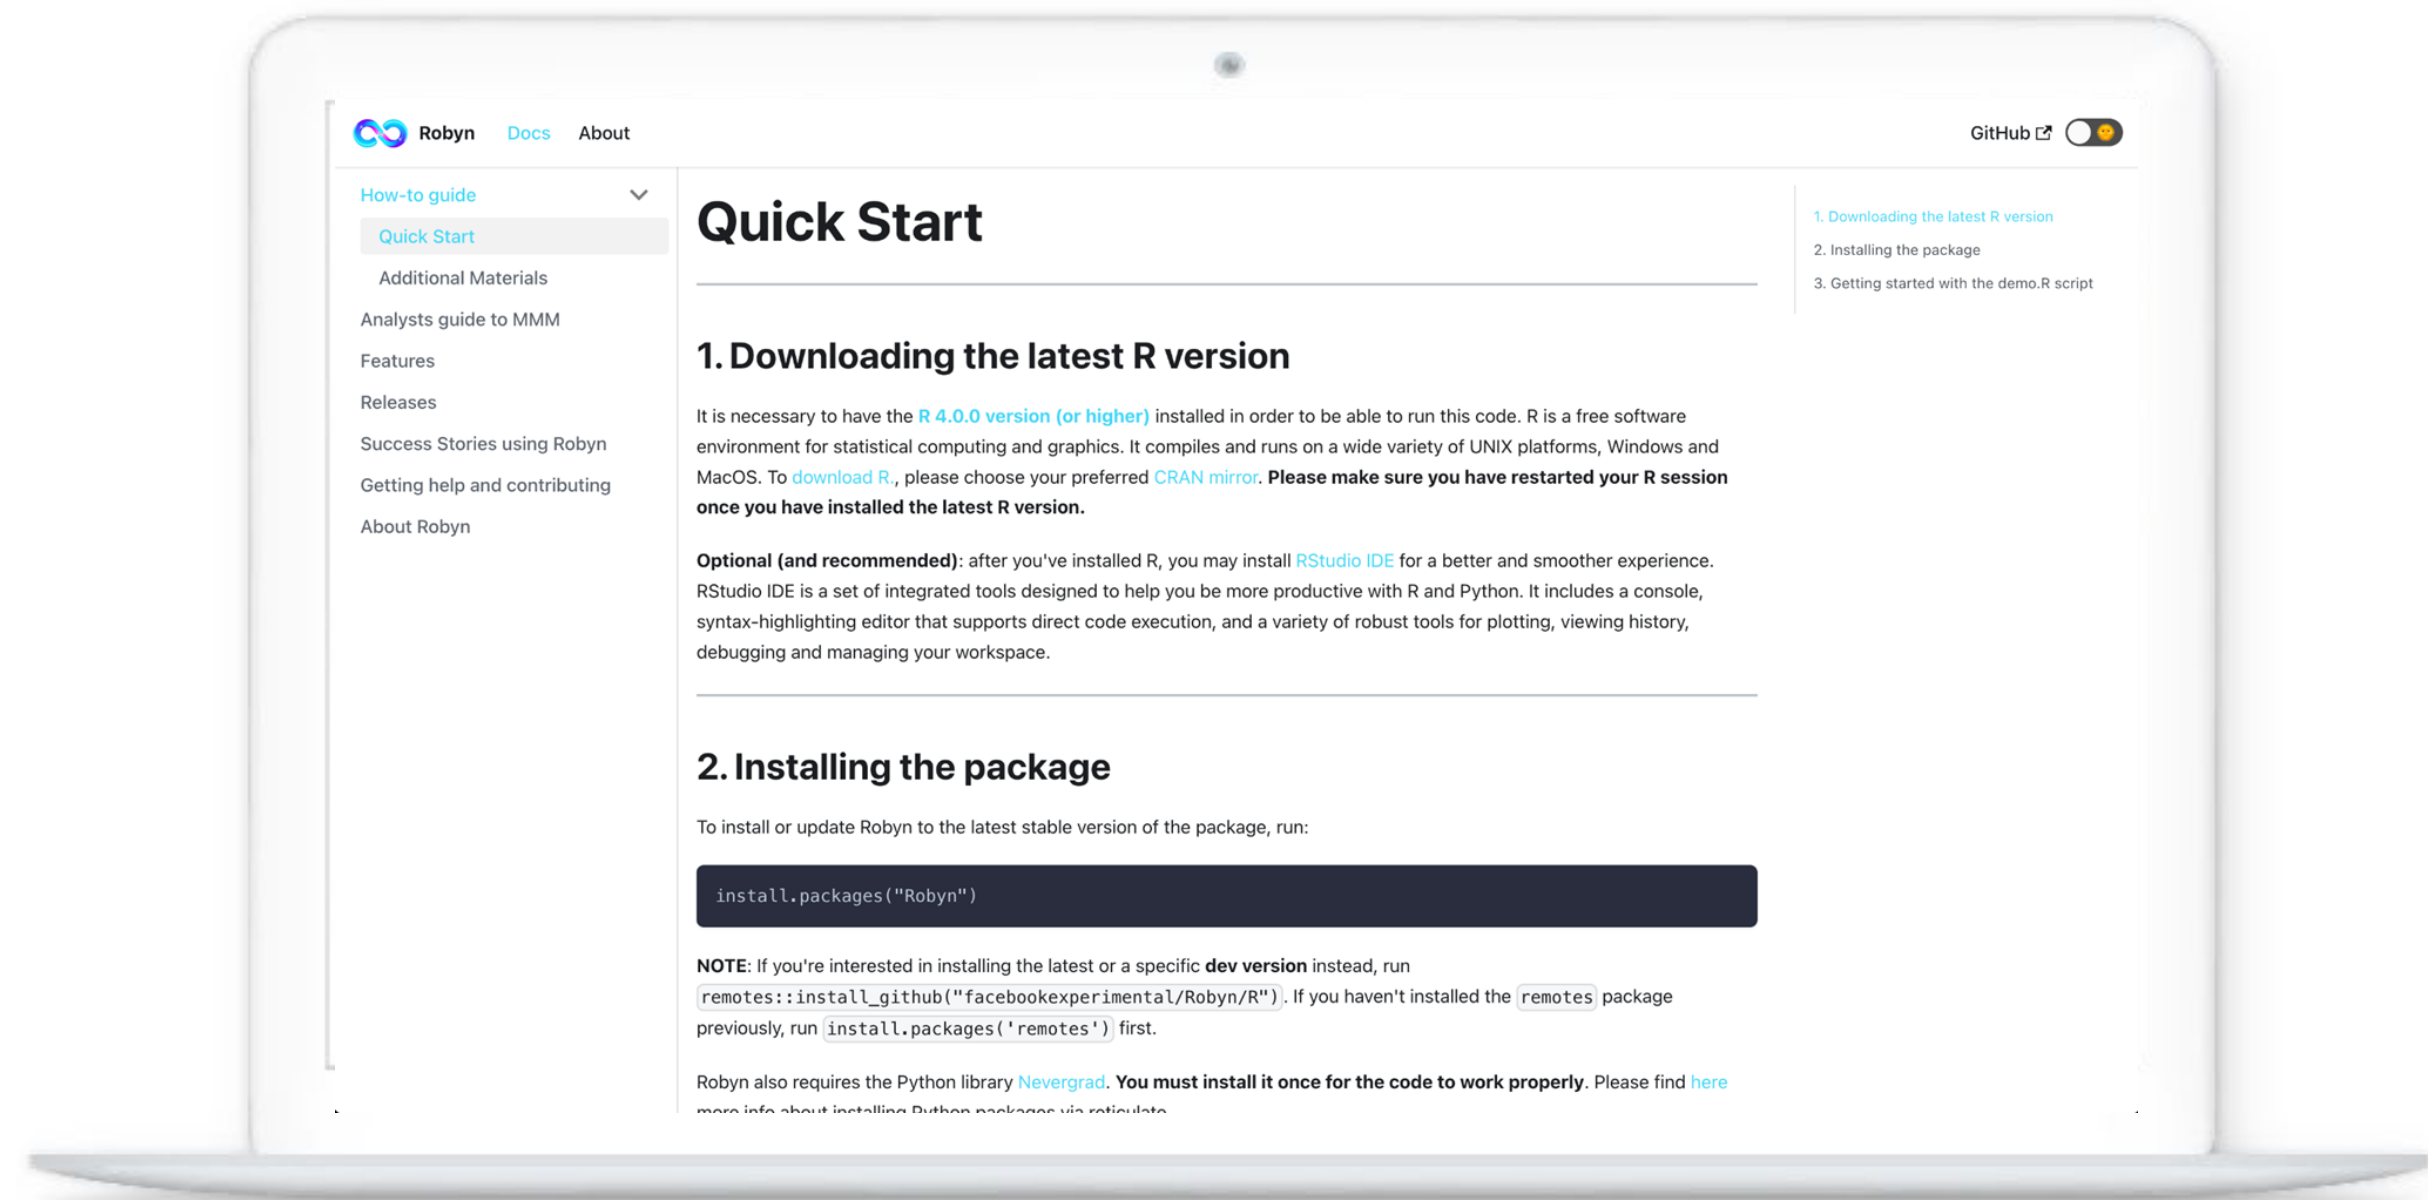 Robyn Docs About GitHub
How-to guide
Quick Start
Additional Materials
Analysts guide to MMM
Features
Releases
Success Stories using Robyn
Getting help and contributing
About Robyn
Quick Start
1. Downloading the latest R version
It is necessary to have the R 4.0.0 version (or higher) installed in order to be able to run this code. R is a free software
environment for statistical computing and graphics. It compiles and runs on a wide variety of UNIX platforms, Windows and
MacOS. To download R., please choose your preferred CRAN mirror. Please make sure you have restarted your R session
once you have installed the latest R version.
Optional (and recommended): after you've installed R, you may install RStudio IDE for a better and smoother experience.
RStudio IDE is a set of integrated tools designed to help you be more productive with R and Python. It includes a console,
syntax-highlighting editor that supports direct code execution, and a variety of robust tools for plotting, viewing history,
debugging and managing your workspace.
2. Installing the package
To install or update Robyn to the latest stable version of the package, run:
install.packages("Robyn")
NOTE: If you're interested in installing the latest or a specific dev version instead, run
remotes::install_github("facebookexperimental/Robyn/R"). If you haven't installed the remotes package
previously, run install.packages('remotes') first.
Robyn also requires the Python library Nevergrad. You must install it once for the code to work properly. Please find here
more info about installing Python packages via reticulate.
1. Downloading the latest R version
2. Installing the package
3. Getting started with the demo.R script